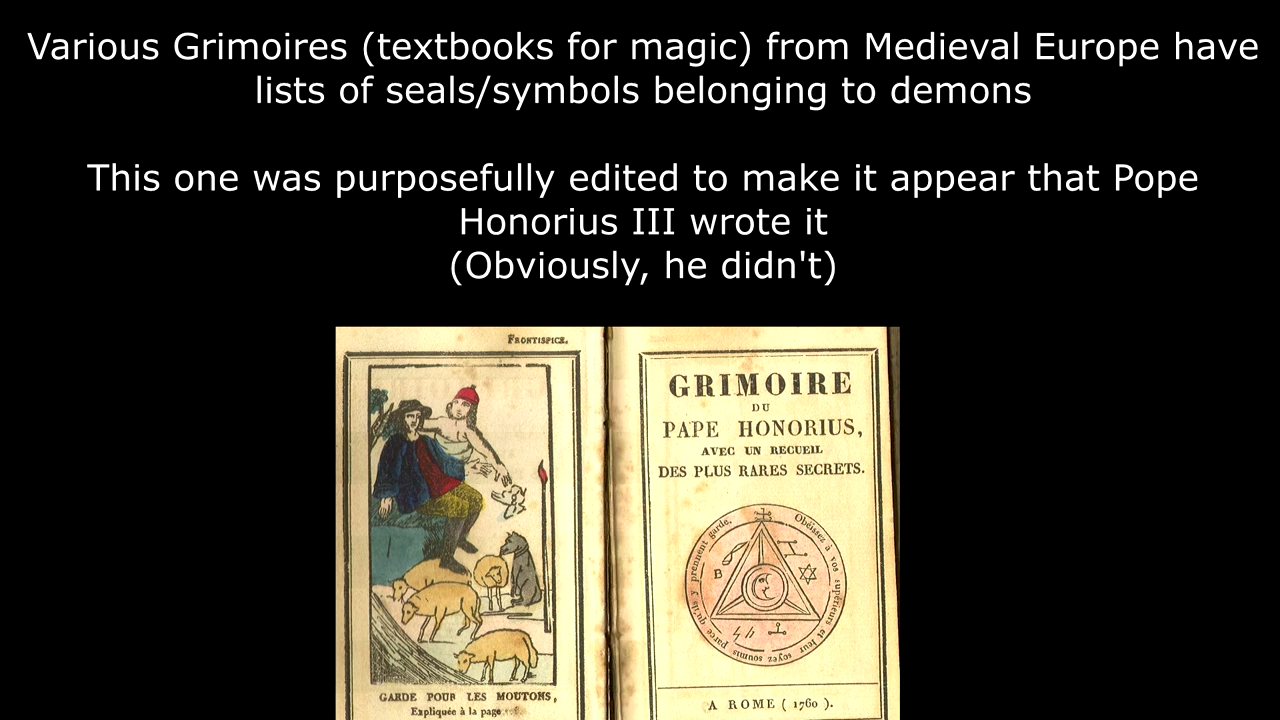 Various Grimoires (textbooks for magic) from Medieval Europe have
lists of seals/symbols belonging to demons
This one was purposefully edited to make it appear that Pope
Honorius III wrote it
(Obviously, he didn't)
FRONTISPICE.
GARDE POUR LES MOUTONS,
Expliquée à la page
GRIMOIRE
DU
PAPE HONORIUS,
AVEC UN RECUEIL
DES PLUS RARES SECRETS.
Obéissez à vos supérieurs et leur soyez soumis parce qu'ils y prennent garde.
B
A ROME ( 1760 ).